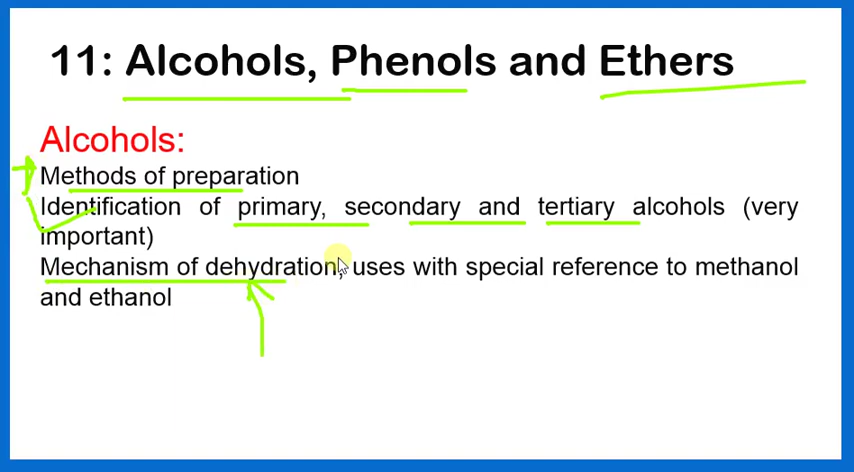 11: Alcohols, Phenols and Ethers
Alcohols:
Methods of preparation
Identification of primary, secondary and tertiary alcohols (very
important)
Mechanism of dehydration, uses with special reference to methanol
and ethanol